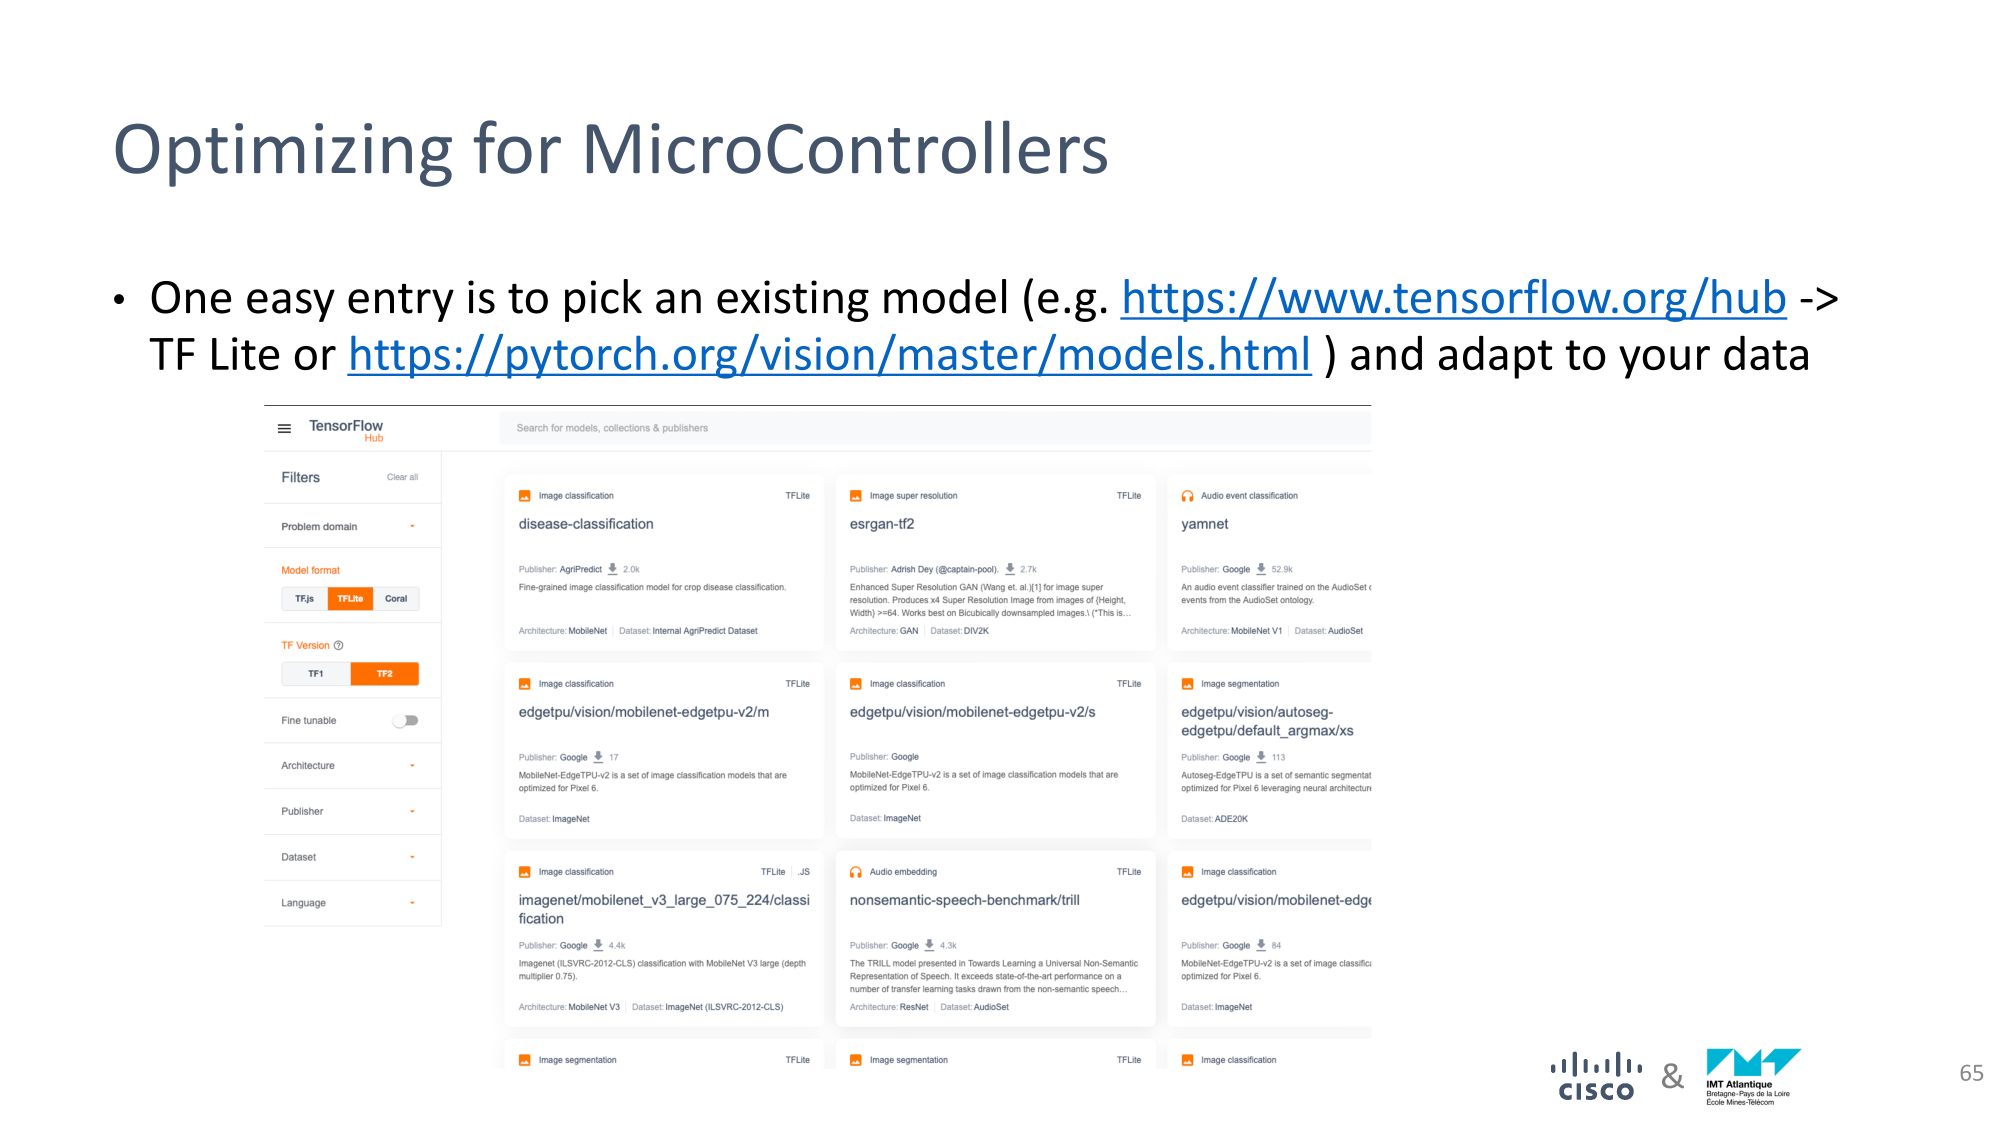 Optimizing for MicroControllers
• One easy entry is to pick an existing model (e.g. https://www.tensorflow.org/hub ->
TF Lite or https://pytorch.org/vision/master/models.html ) and adapt to your data
TensorFlow
Hub
Search for models, collections & publishers
Filters
Clear all
Problem domain
Model format
TF.js TFLite Coral
TF Version
TF1 TF2
Fine tunable
Architecture
Publisher
Dataset
Language
Image classification TFLite
disease-classification
Publisher: AgriPredict 2.0k
Fine-grained image classification model for crop disease classification.
Architecture: MobileNet Dataset: Internal AgriPredict Dataset
Image super resolution TFLite
esrgan-tf2
Publisher: Adrish Dey (@captain-pool). 2.7k
Enhanced Super Resolution GAN (Wang et. al.)[1] for image super
resolution. Produces x4 Super Resolution Image from images of {Height,
Width} >=64. Works best on Bicubically downsampled images.\ (*This is...
Architecture: GAN Dataset: DIV2K
Audio event classification
yamnet
Publisher: Google 52.9k
An audio event classifier trained on the AudioSet
events from the AudioSet ontology.
Architecture: MobileNet V1 Dataset: AudioSet
Image classification TFLite
edgetpu/vision/mobilenet-edgetpu-v2/m
Publisher: Google 17
MobileNet-EdgeTPU-v2 is a set of image classification models that are
optimized for Pixel 6.
Dataset: ImageNet
Image classification TFLite
edgetpu/vision/mobilenet-edgetpu-v2/s
Publisher: Google
MobileNet-EdgeTPU-v2 is a set of image classification models that are
optimized for Pixel 6.
Dataset: ImageNet
Image segmentation
edgetpu/vision/autoseg-
edgetpu/default_argmax/xs
Publisher: Google 113
Autoseg-EdgeTPU is a set of semantic segmentat
optimized for Pixel 6 leveraging neural architecture
Dataset: ADE20K
Image classification TFLite .JS
imagenet/mobilenet_v3_large_075_224/classi
fication
Publisher: Google 4.4k
Imagenet (ILSVRC-2012-CLS) classification with MobileNet V3 large (depth
multiplier 0.75).
Architecture: MobileNet V3 Dataset: ImageNet (ILSVRC-2012-CLS)
Audio embedding TFLite
nonsemantic-speech-benchmark/trill
Publisher: Google 4.3k
The TRILL model presented in Towards Learning a Universal Non-Semantic
Representation of Speech. It exceeds state-of-the-art performance on a
number of transfer learning tasks drawn from the non-semantic speech...
Architecture: ResNet Dataset: AudioSet
Image classification
edgetpu/vision/mobilenet-edge
Publisher: Google 84
MobileNet-EdgeTPU-v2 is a set of image classifica
optimized for Pixel 6.
Dataset: ImageNet
Image segmentation TFLite
Image segmentation TFLite
Image classification
CISCO & IMT Atlantique
Bretagne-Pays de la Loire
École Mines-Télécom
65